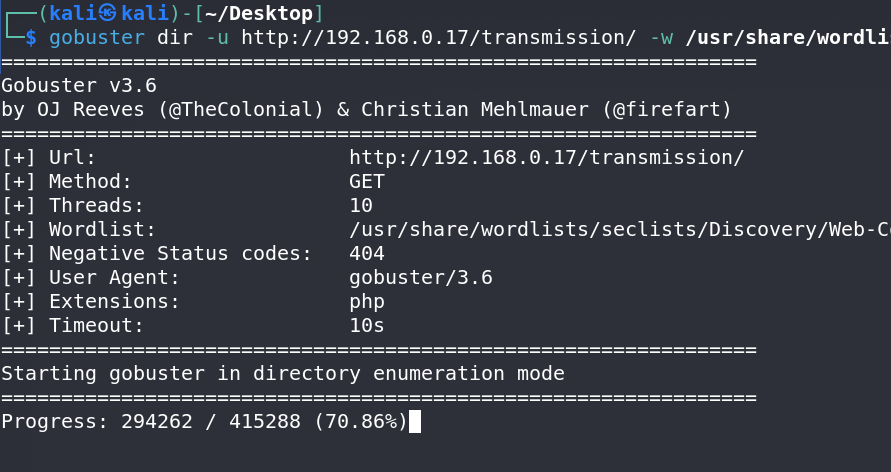 ┌──(kali㉿kali)-[~/Desktop]
└─$ gobuster dir -u http://192.168.0.17/transmission/ -w /usr/share/wordli
===============================================================
Gobuster v3.6
by OJ Reeves (@TheColonial) & Christian Mehlmauer (@firefart)
===============================================================
[+] Url:                     http://192.168.0.17/transmission/
[+] Method:                  GET
[+] Threads:                 10
[+] Wordlist:                /usr/share/wordlists/seclists/Discovery/Web-C
[+] Negative Status codes:   404
[+] User Agent:              gobuster/3.6
[+] Extensions:              php
[+] Timeout:                 10s
===============================================================
Starting gobuster in directory enumeration mode
===============================================================
Progress: 294262 / 415288 (70.86%)